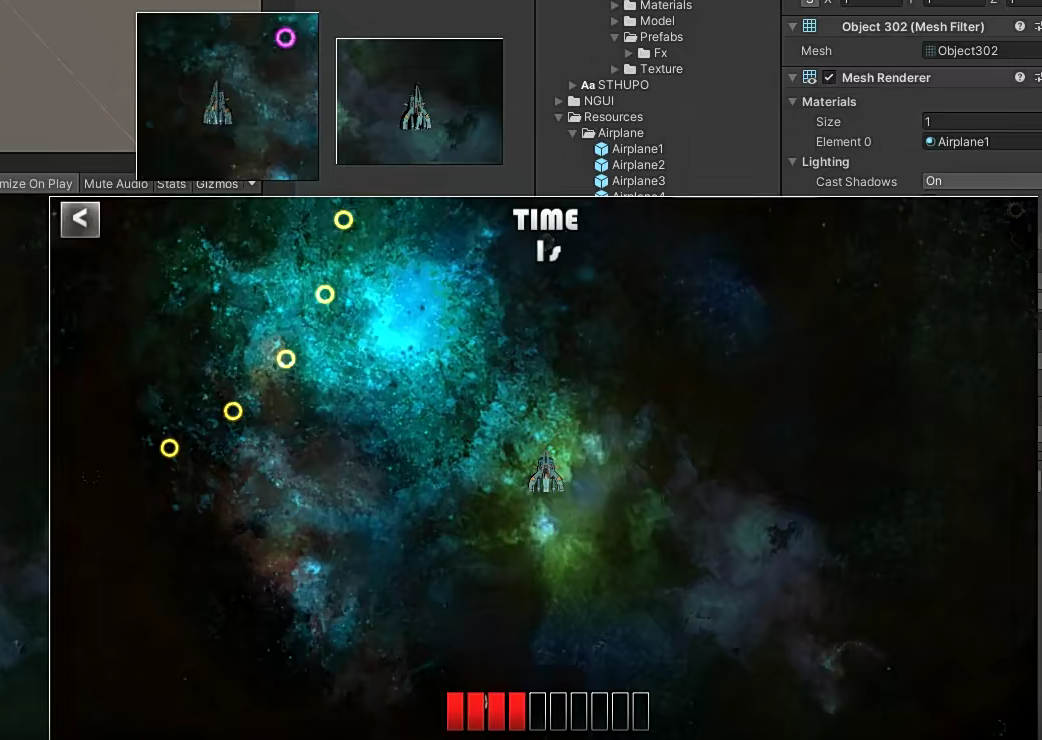 Materials
Model
Prefabs
Fx
Texture
Aa STHUPO
NGUI
Resources
Airplane
Airplane1
Airplane2
Airplane3
Airplane4
Object 302 (Mesh Filter)
Mesh
Object302
Mesh Renderer
Materials
Size
1
Element 0
Airplane1
Lighting
Cast Shadows
On
mize On Play
Mute Audio
Stats
Gizmos
<
TIME
1s